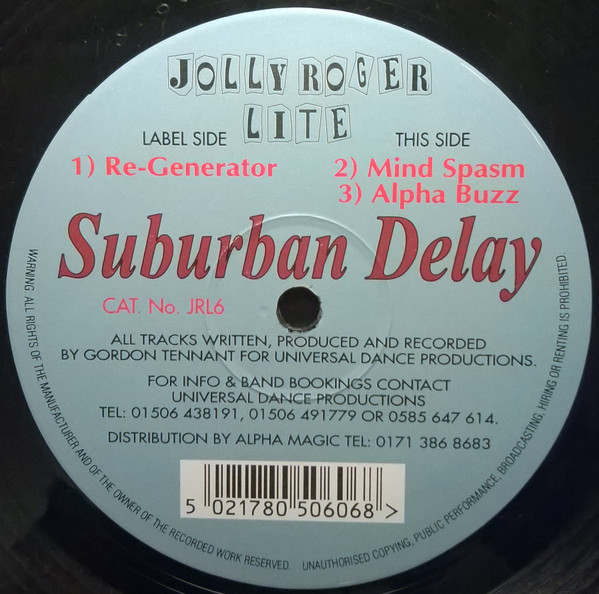 JOLLY ROGER
LITE
LABEL SIDE
THIS SIDE
1) Re-Generator
2) Mind Spasm
3) Alpha Buzz
Suburban Delay
CAT. No. JRL6
ALL TRACKS WRITTEN, PRODUCED AND RECORDED
BY GORDON TENNANT FOR UNIVERSAL DANCE PRODUCTIONS.
FOR INFO & BAND BOOKINGS CONTACT
UNIVERSAL DANCE PRODUCTIONS
TEL: 01506 438191, 01506 491779 OR 0585 647 614.
DISTRIBUTION BY ALPHA MAGIC TEL: 0171 386 8683
5 021780 506068 >
WARNING. ALL RIGHTS OF THE MANUFACTURER AND OF THE OWNER OF THE RECORDED WORK RESERVED. UNAUTHORISED COPYING, PUBLIC PERFORMANCE, BROADCASTING, HIRING OR RENTING IS PROHIBITED.